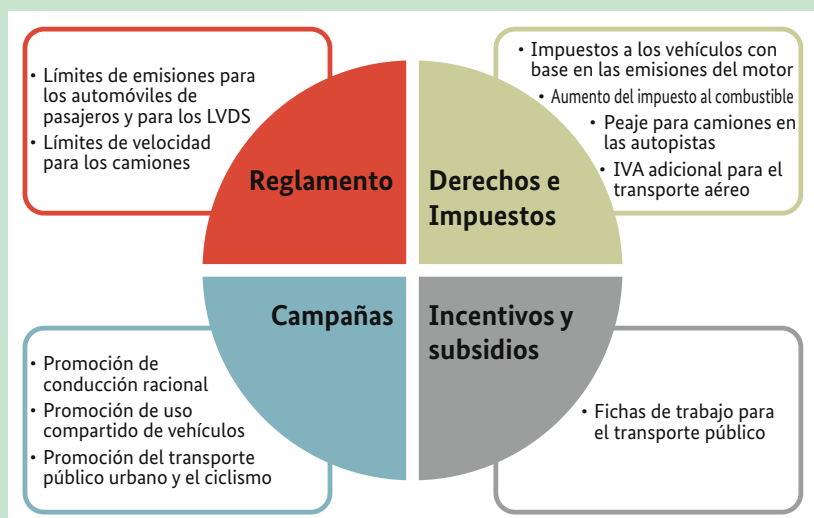 • Límites de emisiones para
los automóviles de
pasajeros y para los LVDS
• Límites de velocidad
para los camiones
Reglamento
• Impuestos a los vehículos con
base en las emisiones del motor
• Aumento del impuesto al combustible
• Peaje para camiones en
las autopistas
• IVA adicional para el
transporte aéreo
Derechos e
Impuestos
Campañas
• Promoción de
conducción racional
• Promoción de uso
compartido de vehículos
• Promoción del transporte
público urbano y el ciclismo
Incentivos y
subsidios
• Fichas de trabajo para
el transporte público